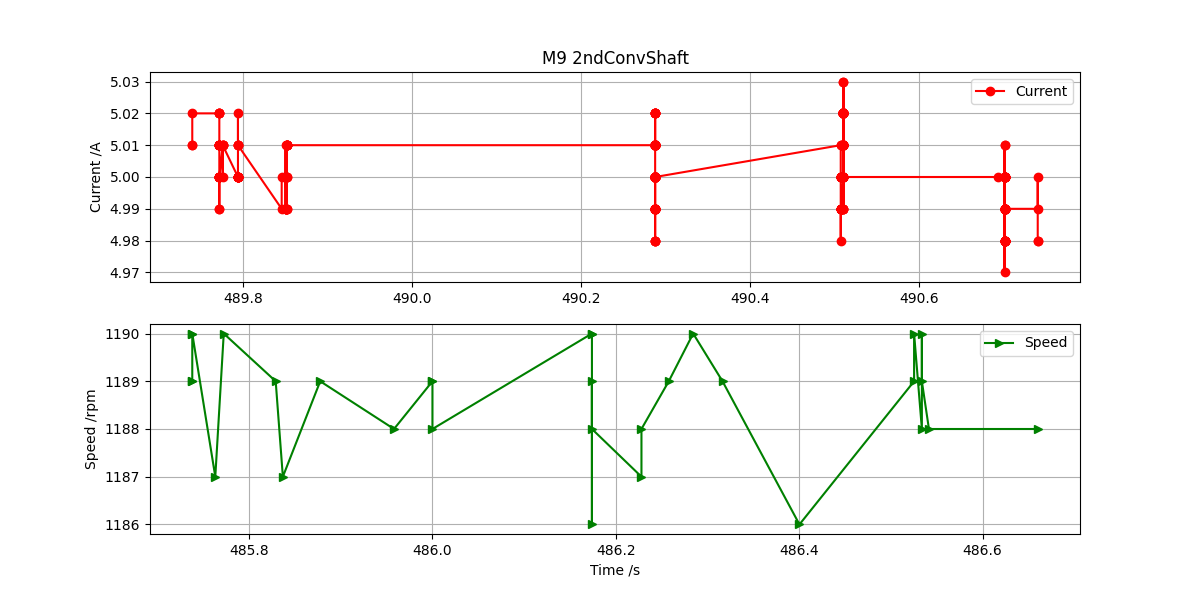 M9 2ndConvShaft
Current /A
5.03
5.02
5.01
5.00
4.99
4.98
4.97
Current
489.8 490.0 490.2 490.4 490.6
Speed /rpm
1190
1189
1188
1187
1186
Speed
485.8 486.0 486.2 486.4 486.6
Time /s